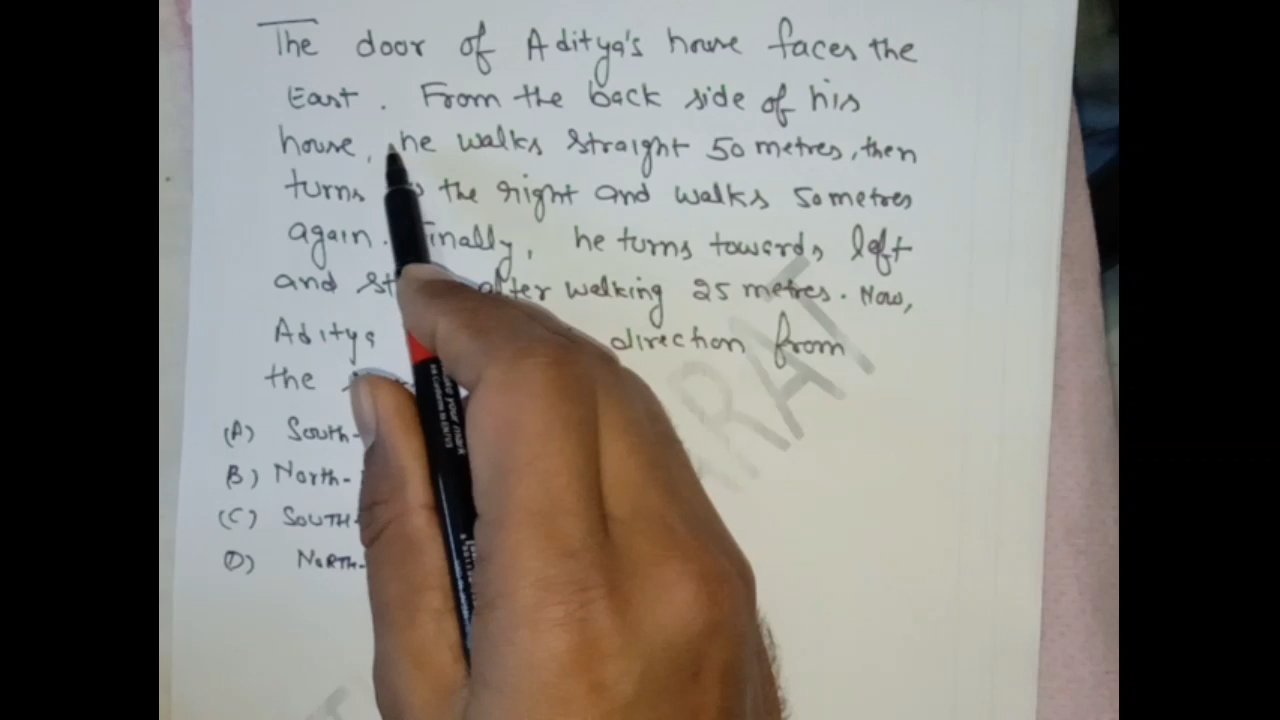 The door of Aditya's house faces the
East. From the back side of his
house, he walks straight 50 metres, then
turns the right and walks 50 metres
again. Finally, he turns towards left
and after walking 25 metres. Now,
Aditya direction from
the
(A) South-
B) North-
(C) SOUTH-
D) NORTH-